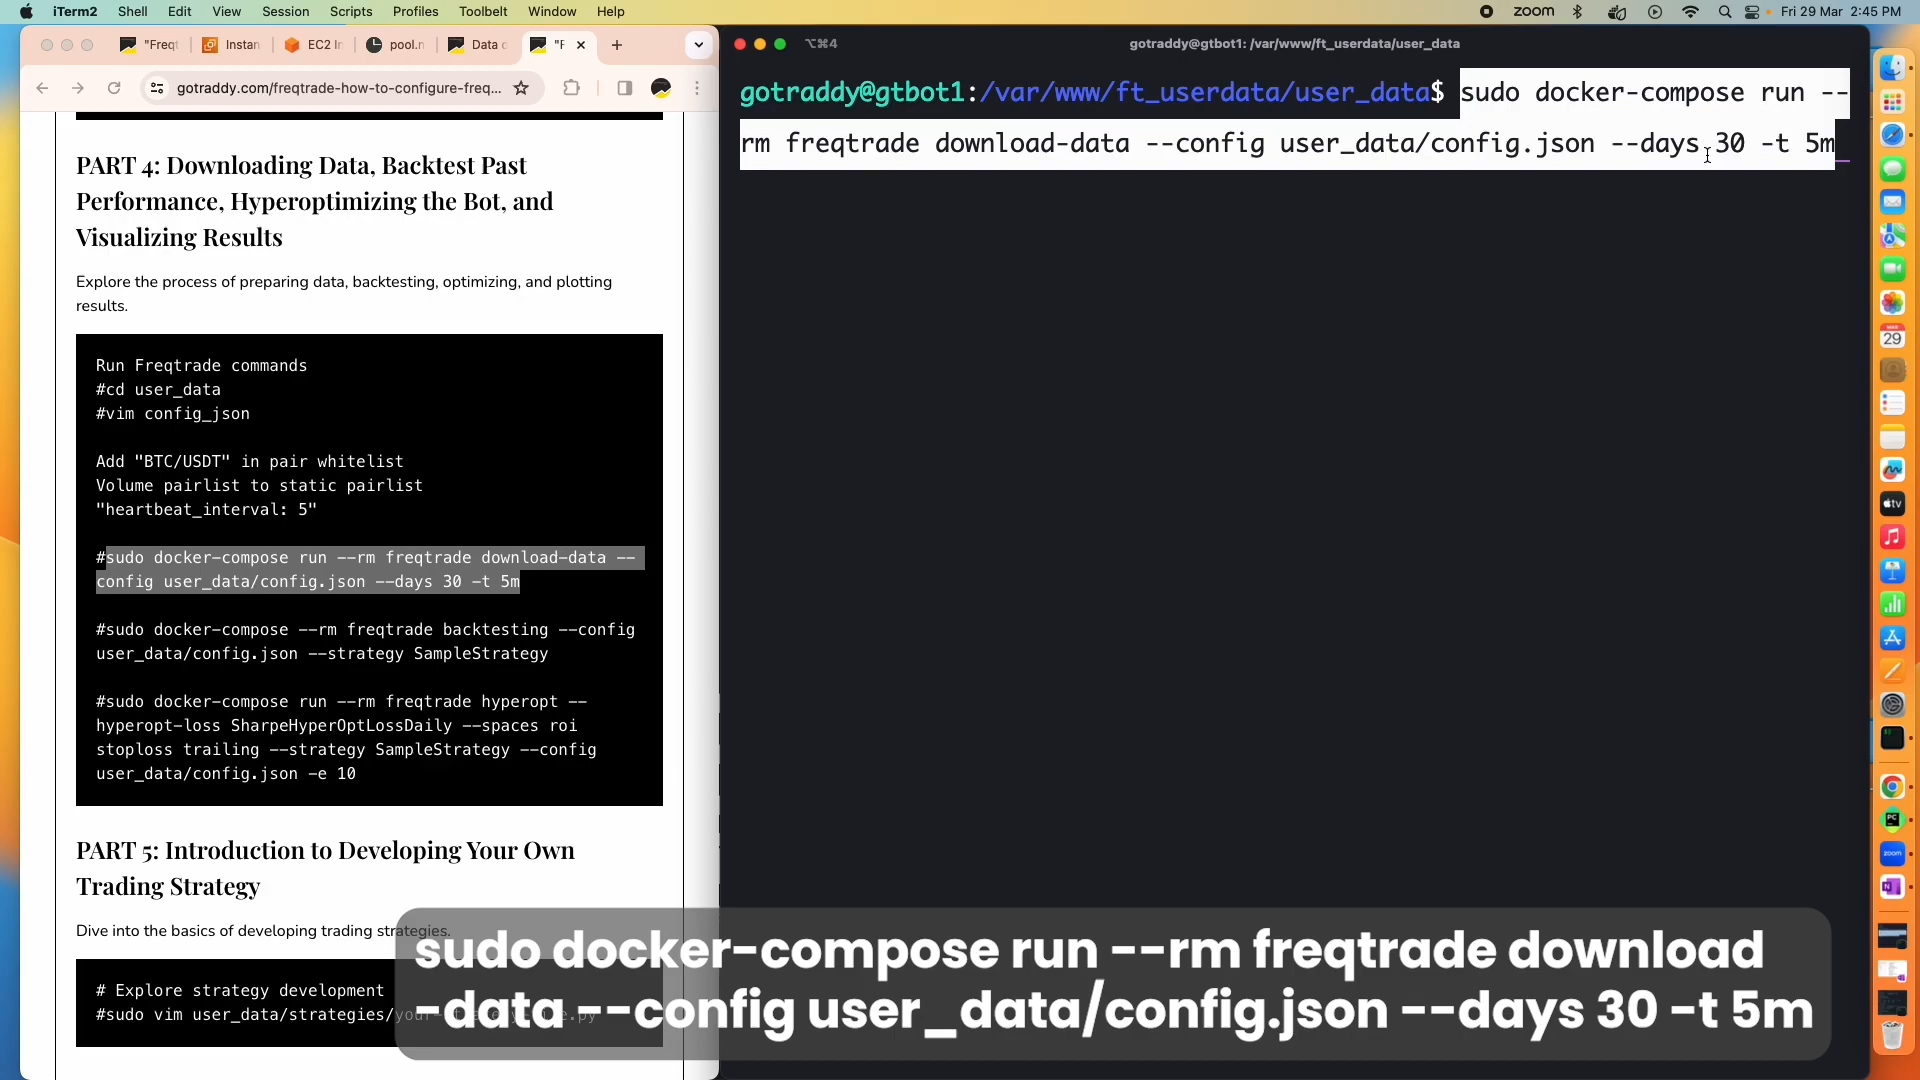 iTerm2 Shell Edit View Session Scripts Profiles Toolbelt Window Help
zoom Fri 29 Mar 2:45 PM
"Freqt Instan EC2 In pool.n Data "F
gotraddy.com/freqtrade-how-to-configure-freq...
PART 4: Downloading Data, Backtest Past
Performance, Hyperoptimizing the Bot, and
Visualizing Results
Explore the process of preparing data, backtesting, optimizing, and plotting
results.
Run Freqtrade commands
#cd user_data
#vim config_json
Add "BTC/USDT" in pair whitelist
Volume pairlist to static pairlist
"heartbeat_interval: 5"
#sudo docker-compose run --rm freqtrade download-data --
config user_data/config.json --days 30 -t 5m
#sudo docker-compose --rm freqtrade backtesting --config
user_data/config.json --strategy SampleStrategy
#sudo docker-compose run --rm freqtrade hyperopt --
hyperopt-loss SharpeHyperOptLossDaily --spaces roi
stoploss trailing --strategy SampleStrategy --config
user_data/config.json -e 10
PART 5: Introduction to Developing Your Own
Trading Strategy
Dive into the basics of developing trading strategies.
# Explore strategy development
#sudo vim user_data/strategies/
⌥⌘4
gotraddy@gtbot1: /var/www/ft_userdata/user_data
gotraddy@gtbot1:/var/www/ft_userdata/user_data$ sudo docker-compose run --
rm freqtrade download-data --config user_data/config.json --days 30 -t 5m
sudo docker-compose run --rm freqtrade download
-data --config user_data/config.json --days 30 -t 5m
MAR
29
tv
PC
zoom
N